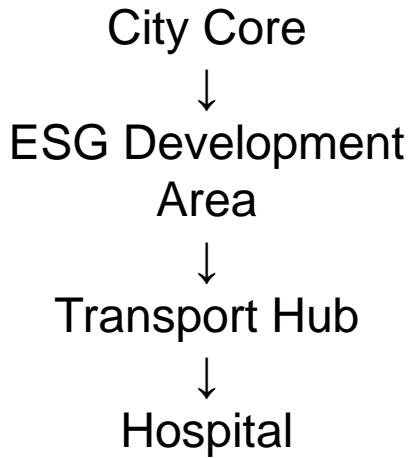 City Core
↓
ESG Development
Area
↓
Transport Hub
↓
Hospital